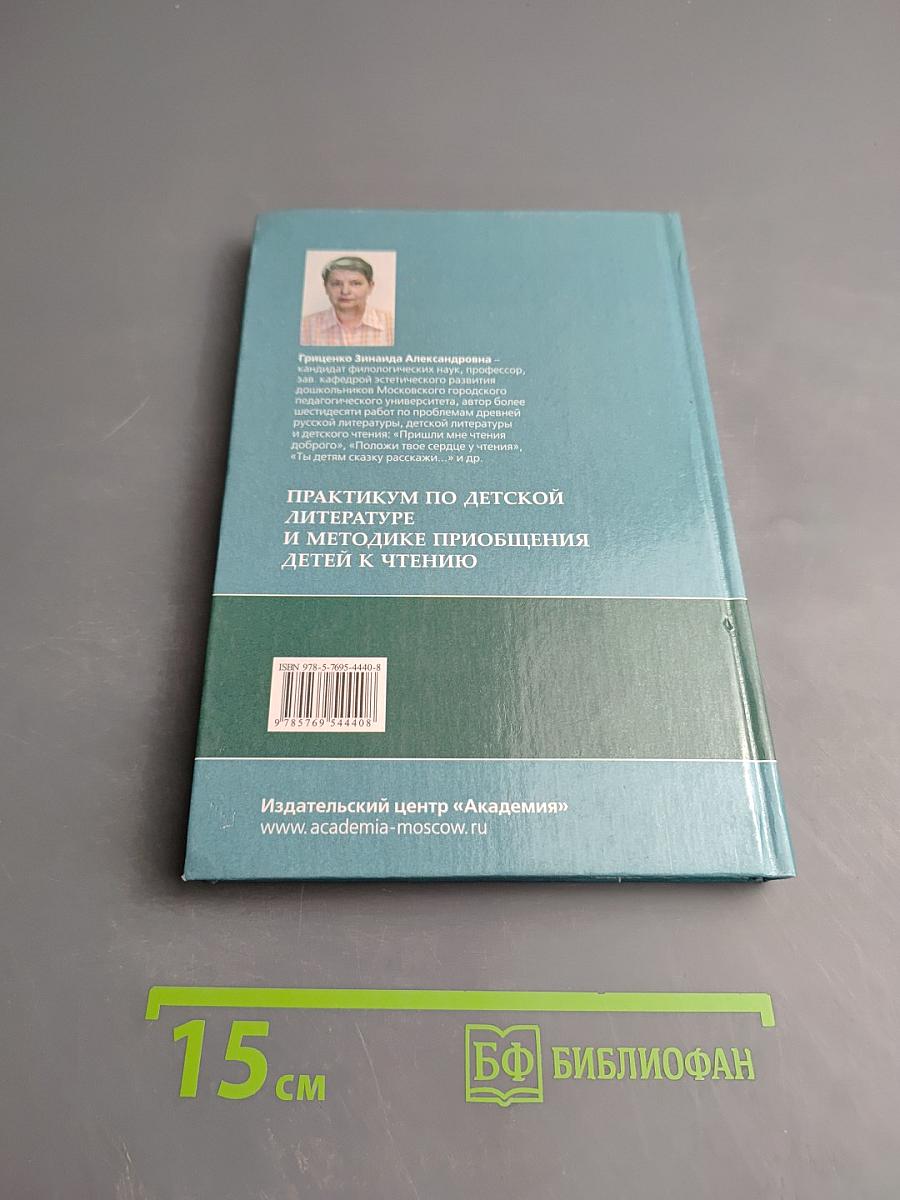 Гриценко Зинаида Александровна –
кандидат филологических наук, профессор,
зав. кафедрой эстетического развития
дошкольников Московского городского
педагогического университета, автор более
шестидесяти работ по проблемам древней
русской литературы, детской литературы
и детского чтения: «Пришли мне чтения
доброго», «Положи твое сердце у чтения»,
«Ты детям сказку расскажи...» и др.
ПРАКТИКУМ ПО ДЕТСКОЙ
ЛИТЕРАТУРЕ
И МЕТОДИКЕ ПРИОБЩЕНИЯ
ДЕТЕЙ К ЧТЕНИЮ
ISBN 978-5-7695-4440-8
9 785769 544408
Издательский центр «Академия»
www.academia-moscow.ru
15 см
БФ БИБЛИОФАН